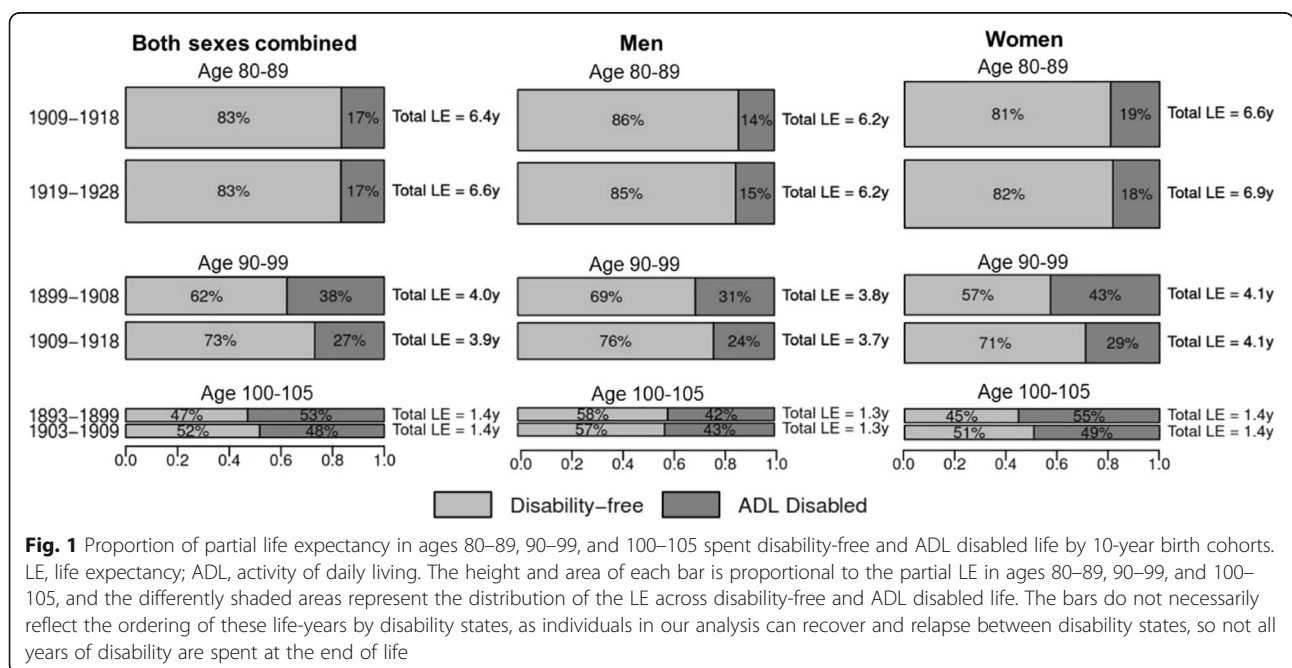 Both sexes combined Men Women
Age 80-89 Age 80-89 Age 80-89
1909−1918 83% 17% Total LE = 6.4y 86% 14% Total LE = 6.2y 81% 19% Total LE = 6.6y
1919−1928 83% 17% Total LE = 6.6y 85% 15% Total LE = 6.2y 82% 18% Total LE = 6.9y
Age 90-99 Age 90-99 Age 90-99
1899−1908 62% 38% Total LE = 4.0y 69% 31% Total LE = 3.8y 57% 43% Total LE = 4.1y
1909−1918 73% 27% Total LE = 3.9y 76% 24% Total LE = 3.7y 71% 29% Total LE = 4.1y
Age 100-105 Age 100-105 Age 100-105
1893−1899 47% 53% Total LE = 1.4y 58% 42% Total LE = 1.3y 45% 55% Total LE = 1.4y
1903−1909 52% 48% Total LE = 1.4y 57% 43% Total LE = 1.3y 51% 49% Total LE = 1.4y
0.0 0.2 0.4 0.6 0.8 1.0 0.0 0.2 0.4 0.6 0.8 1.0 0.0 0.2 0.4 0.6 0.8 1.0
Disability−free ADL Disabled
Fig. 1 Proportion of partial life expectancy in ages 80–89, 90–99, and 100–105 spent disability-free and ADL disabled life by 10-year birth cohorts.
LE, life expectancy; ADL, activity of daily living. The height and area of each bar is proportional to the partial LE in ages 80–89, 90–99, and 100–
105, and the differently shaded areas represent the distribution of the LE across disability-free and ADL disabled life. The bars do not necessarily
reflect the ordering of these life-years by disability states, as individuals in our analysis can recover and relapse between disability states, so not all
years of disability are spent at the end of life